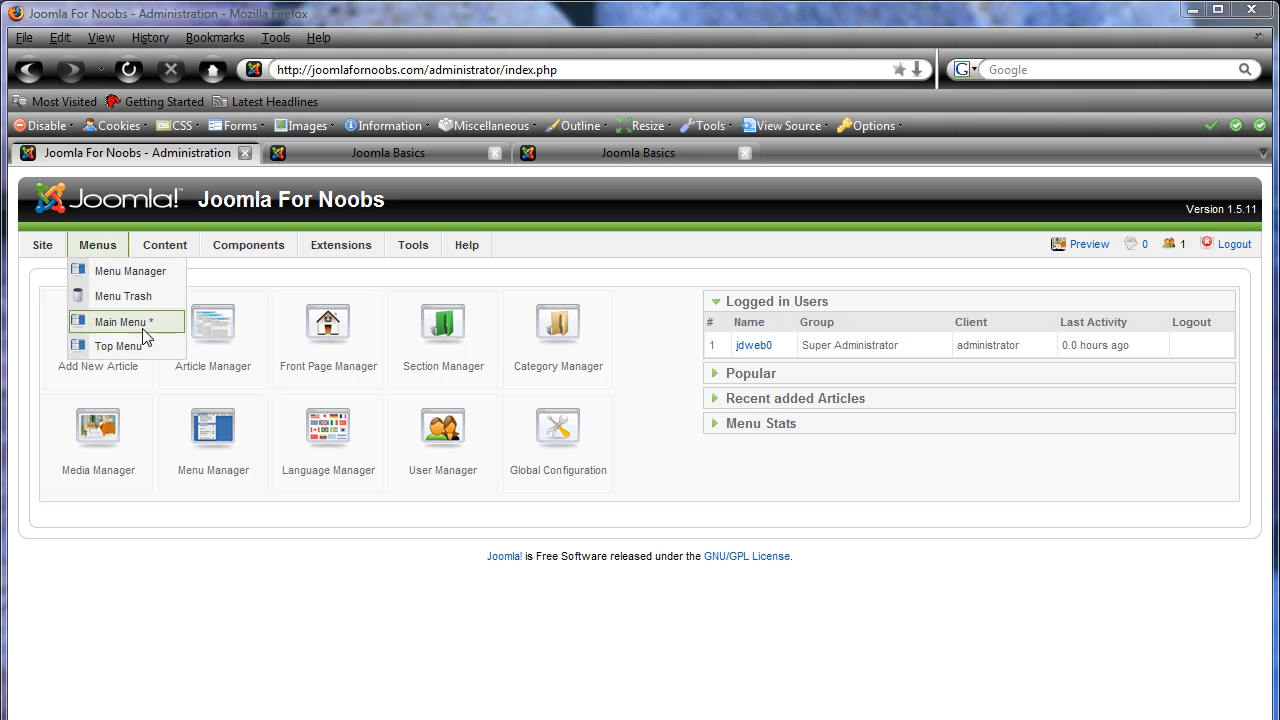 Joomla For Noobs - Administration - Mozilla Firefox
File Edit View History Bookmarks Tools Help
http://joomlafornoobs.com/administrator/index.php
G Google
Most Visited Getting Started Latest Headlines
Disable Cookies CSS Forms Images Information Miscellaneous Outline Resize Tools View Source Options
Joomla For Noobs - Administration Joomla Basics Joomla Basics
Joomla!™ Joomla For Noobs
Version 1.5.11
Site Menus Content Components Extensions Tools Help Preview 0 1 Logout
Menu Manager
Menu Trash
Main Menu *
Top Menu
Add New Article Article Manager Front Page Manager Section Manager Category Manager
Media Manager Menu Manager Language Manager User Manager Global Configuration
Logged in Users
# Name Group Client Last Activity Logout
1 jdweb0 Super Administrator administrator 0.0 hours ago
Popular
Recent added Articles
Menu Stats
Joomla! is Free Software released under the GNU/GPL License.